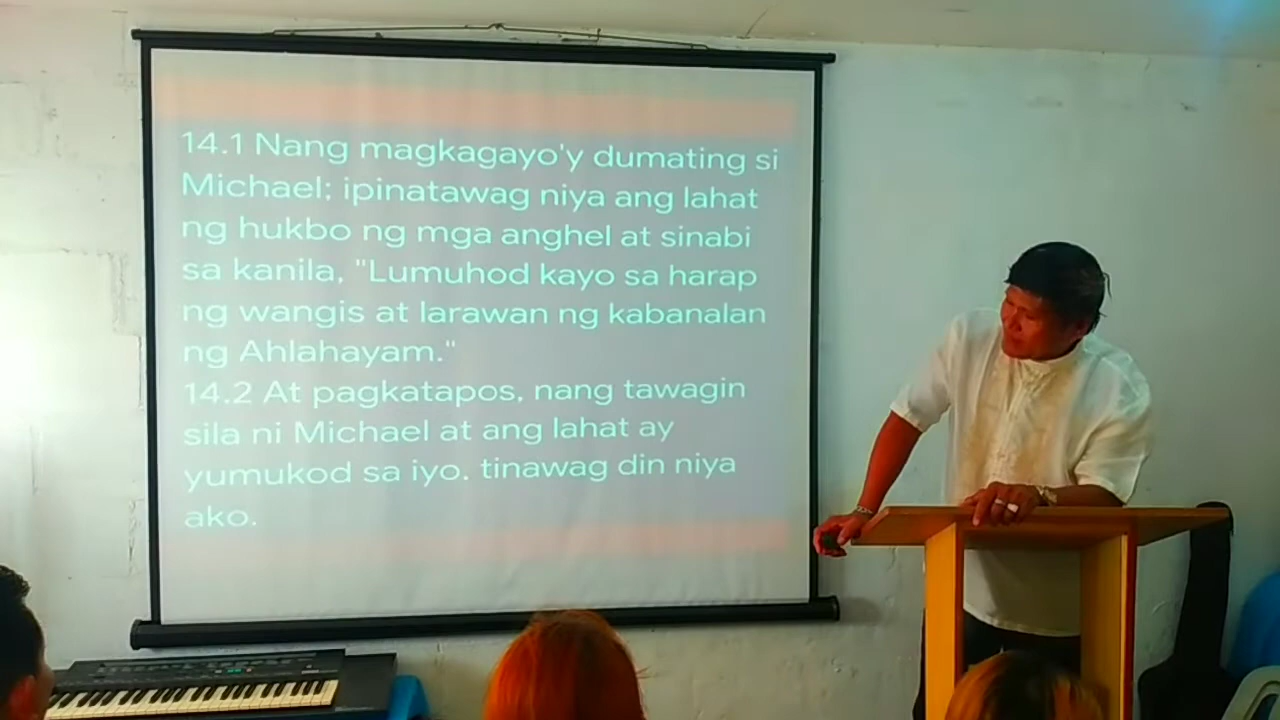 14.1 Nang magkagayo'y dumating si
Michael; ipinatawag niya ang lahat
ng hukbo ng mga anghel at sinabi
sa kanila, "Lumuhod kayo sa harap
ng wangis at larawan ng kabanalan
ng Ahlahayam."
14.2 At pagkatapos, nang tawagin
sila ni Michael at ang lahat ay
yumukod sa iyo. tinawag din niya
ako.